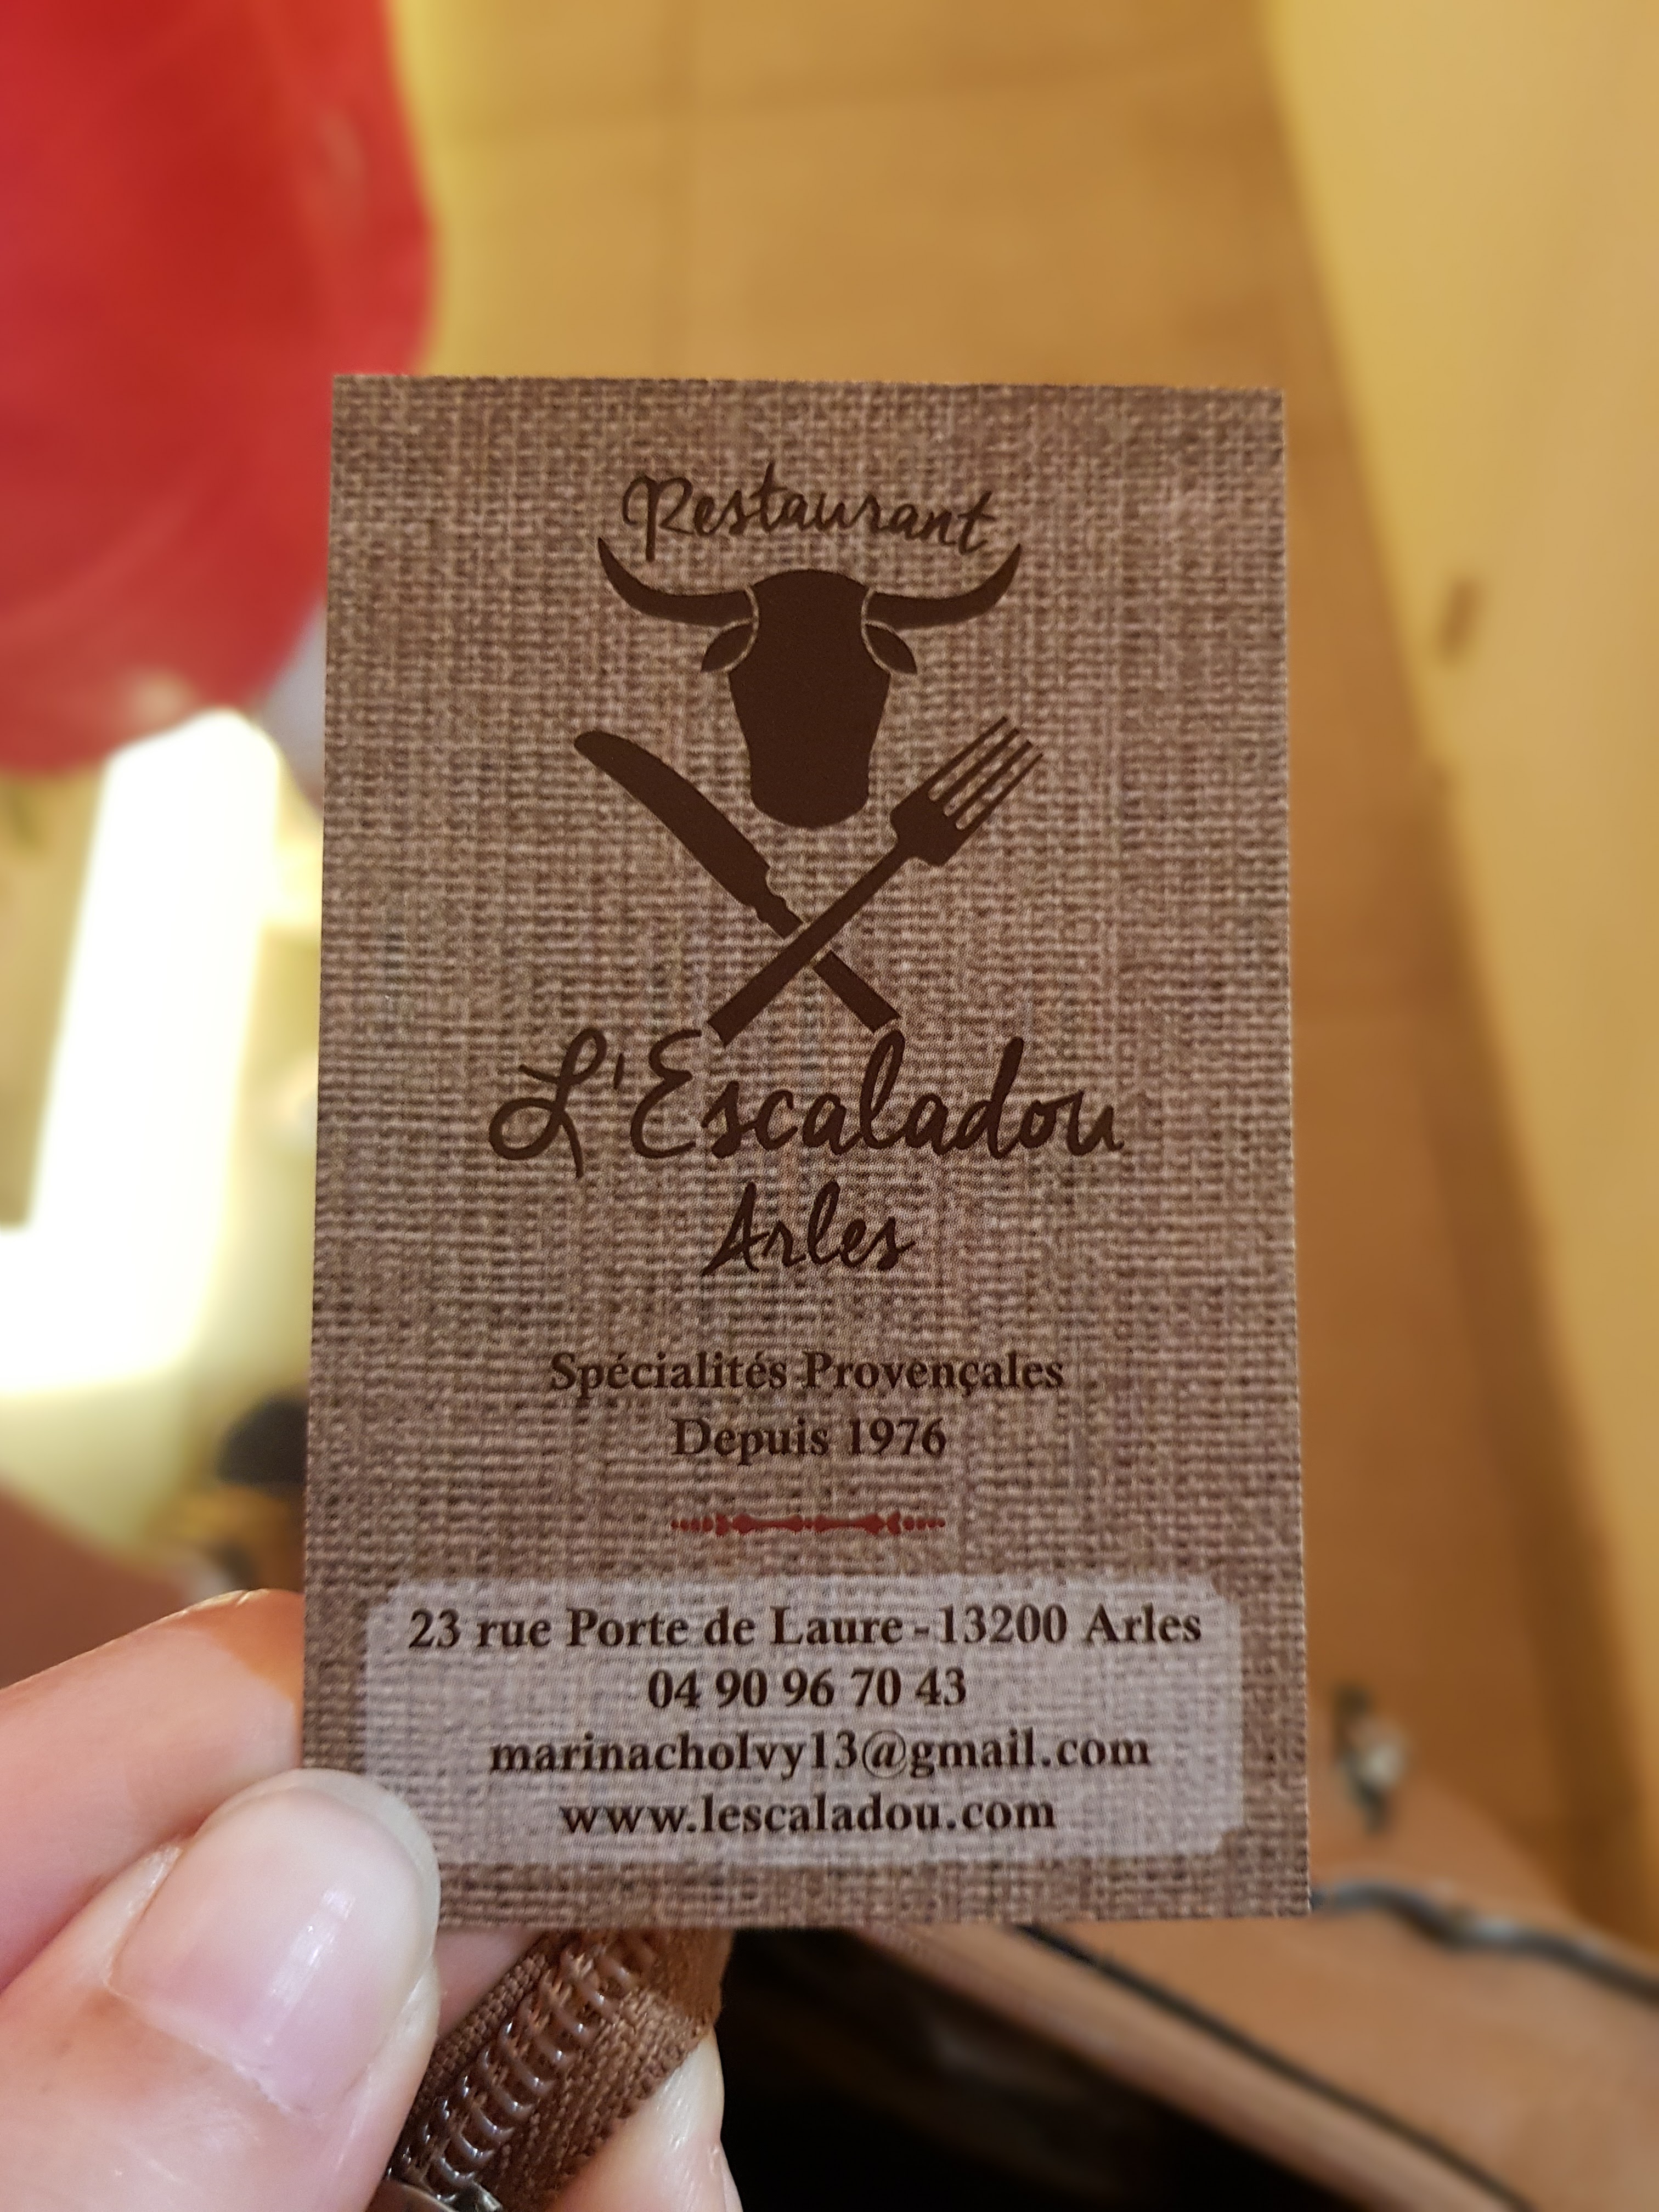 Restaurant
L'Escaladou
Arles
Spécialités Provençales
Depuis 1976
23 rue Porte de Laure - 13200 Arles
04 90 96 70 43
marinacholvy13@gmail.com
www.lescaladou.com